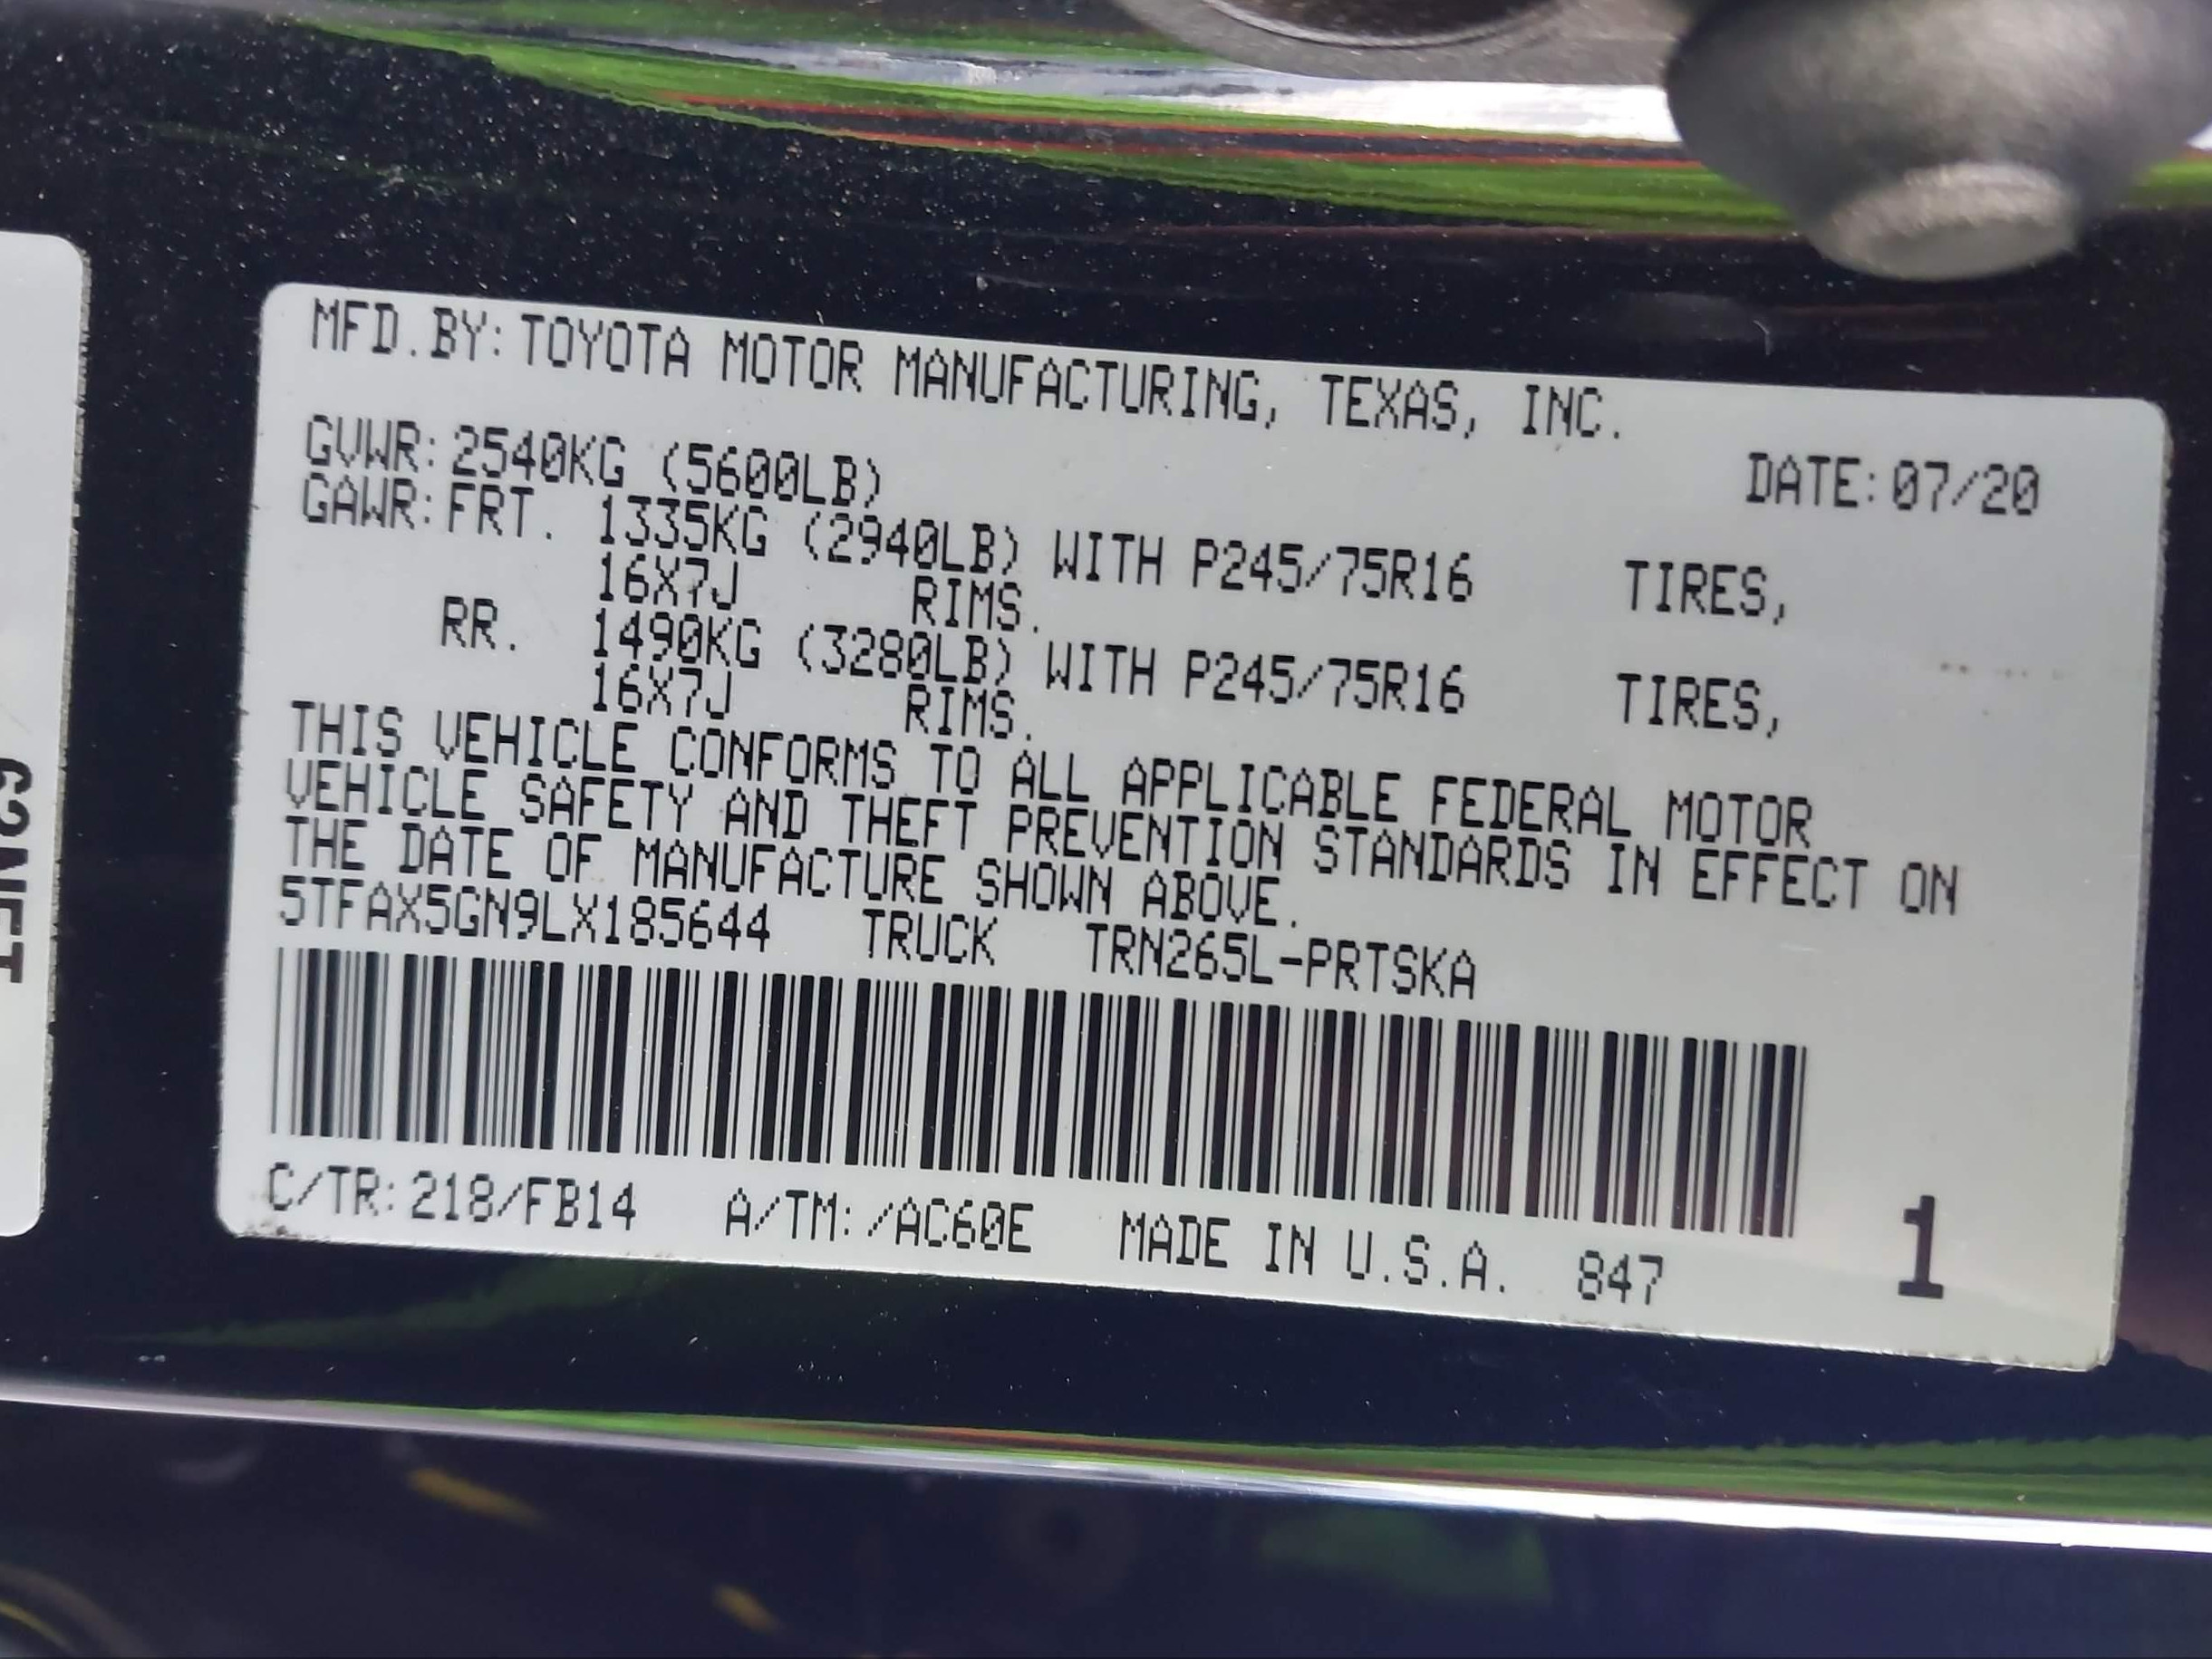 MFD.BY: TOYOTA MOTOR MANUFACTURING, TEXAS, INC.
GVWR: 2540KG (5600LB) DATE: 07/20
GAWR: FRT. 1335KG (2940LB) WITH P245/75R16 TIRES,
16X7J RIMS.
RR. 1490KG (3280LB) WITH P245/75R16 TIRES,
16X7J RIMS.
THIS VEHICLE CONFORMS TO ALL APPLICABLE FEDERAL MOTOR
VEHICLE SAFETY AND THEFT PREVENTION STANDARDS IN EFFECT ON
THE DATE OF MANUFACTURE SHOWN ABOVE.
5TFAX5GN9LX185644 TRUCK TRN265L-PRTSKA
C/TR: 218/FB14 A/TM: /AC60E MADE IN U.S.A. 847 1